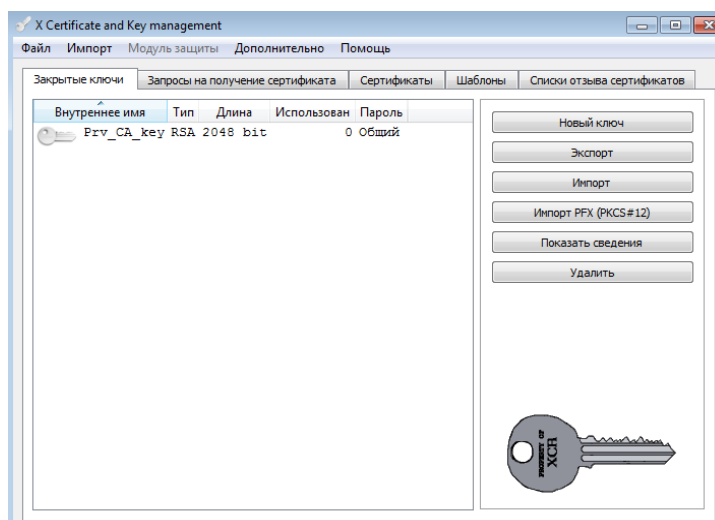 X Certificate and Key management
Файл Импорт Модуль защиты Дополнительно Помощь
Закрытые ключи Запросы на получение сертификата Сертификаты Шаблоны Списки отзыва сертификатов
Внутреннее имя Тип Длина Использован Пароль
Prv_CA_key RSA 2048 bit 0 Общий
Новый ключ
Экспорт
Импорт
Импорт PFX (PKCS#12)
Показать сведения
Удалить
PROPERTY OF
XCA